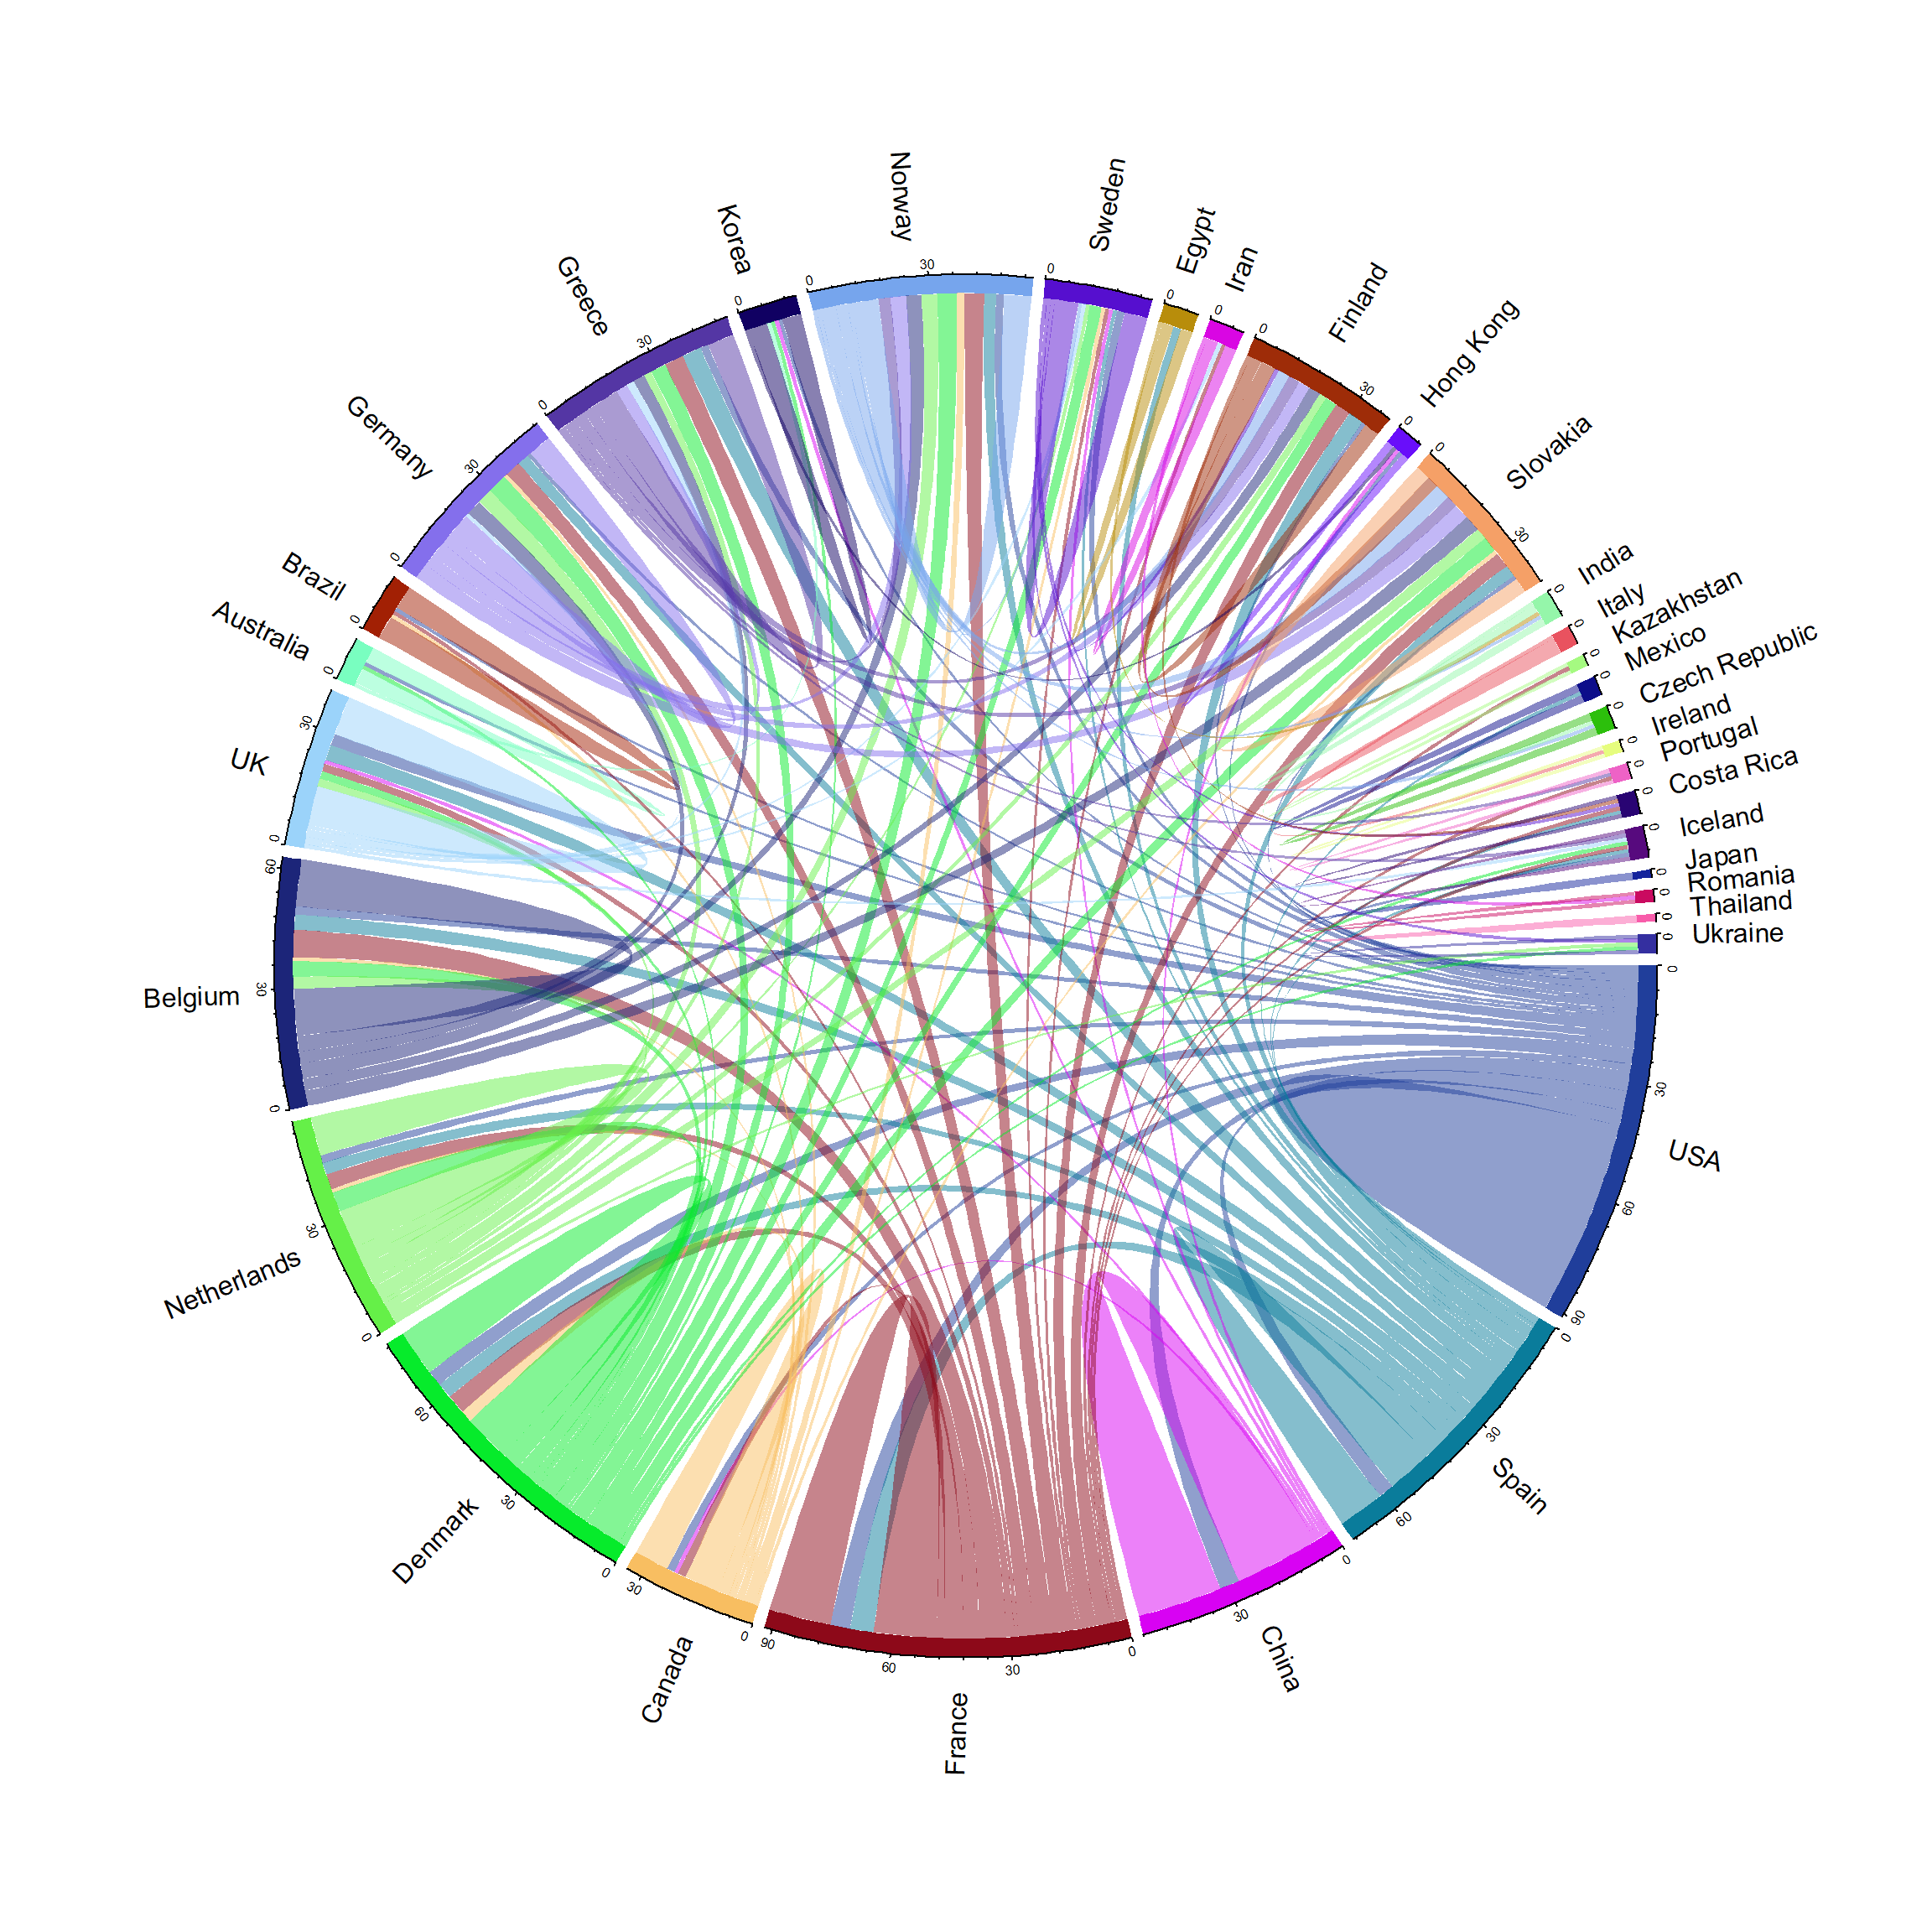 Norway
Sweden
Egypt
Iran
Finland
Hong Kong
Slovakia
India
Italy
Kazakhstan
Mexico
Czech Republic
Ireland
Portugal
Costa Rica
Iceland
Japan
Romania
Thailand
Ukraine
USA
Spain
China
France
Canada
Denmark
Netherlands
Belgium
UK
Australia
Brazil
Germany
Greece
Korea
0
30
0
0
0
0
30
0
0
30
0
0
0
0
0
0
0
0
0
0
0
0
0
0
30
60
90
0
30
60
0
30
0
30
60
90
0
30
0
30
60
0
30
0
30
60
0
30
0
0
0
30
0
30
0